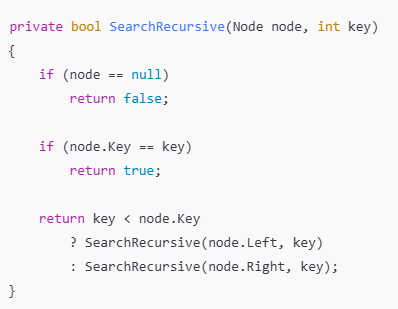 private bool SearchRecursive(Node node, int key)
{
    if (node == null)
        return false;

    if (node.Key == key)
        return true;

    return key < node.Key
        ? SearchRecursive(node.Left, key)
        : SearchRecursive(node.Right, key);
}